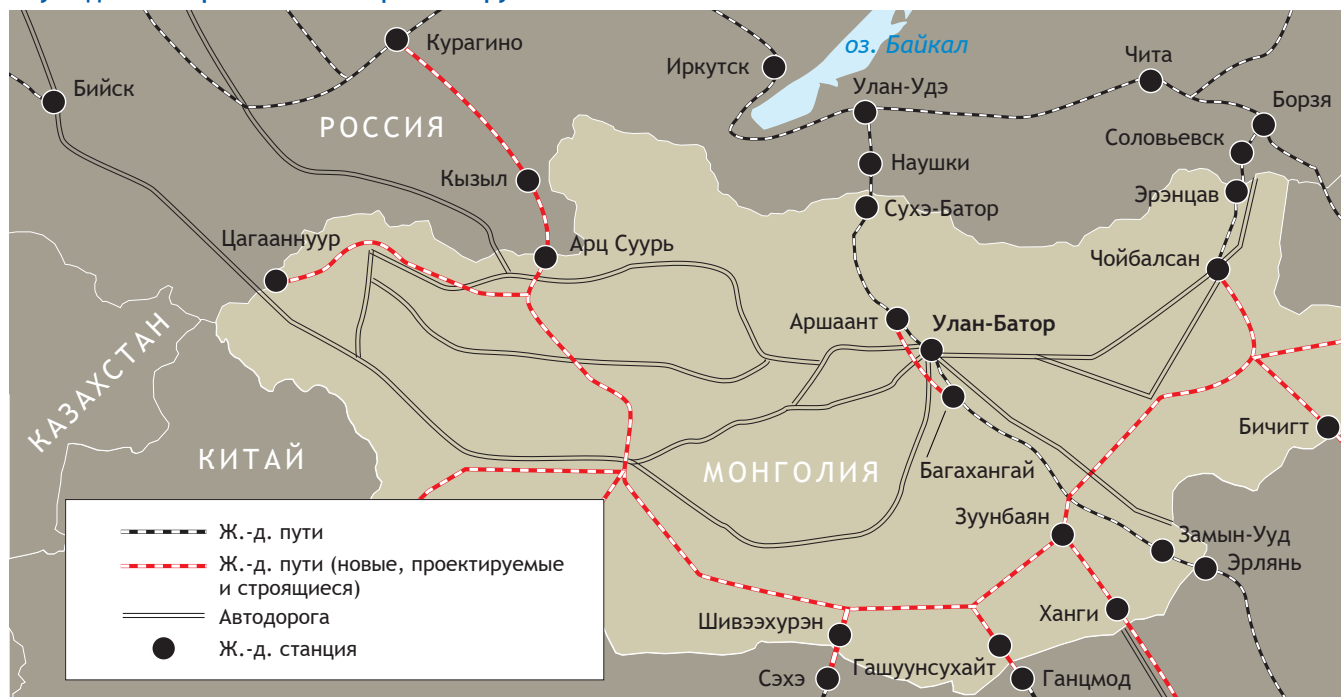 Курагино
Бийск
РОССИЯ
Кызыл
Цагааннуур
Арц Суурь
Иркутск
оз. Байкал
Улан-Удэ
Чита
Борзя
Соловьевск
Наушки
Эрэнцав
Сухэ-Батор
Чойбалсан
Аршаант
Улан-Батор
КАЗАХСТАН
КИТАЙ
МОНГОЛИЯ
Бичигт
Багахангай
Зуунбаян
Замын-Ууд
Эрлянь
Шивээхурэн
Ханги
Сэхэ
Гашуунсухайт
Ганцмод
Ж.-д. пути
Ж.-д. пути (новые, проектируемые
и строящиеся)
Автодорога
Ж.-д. станция